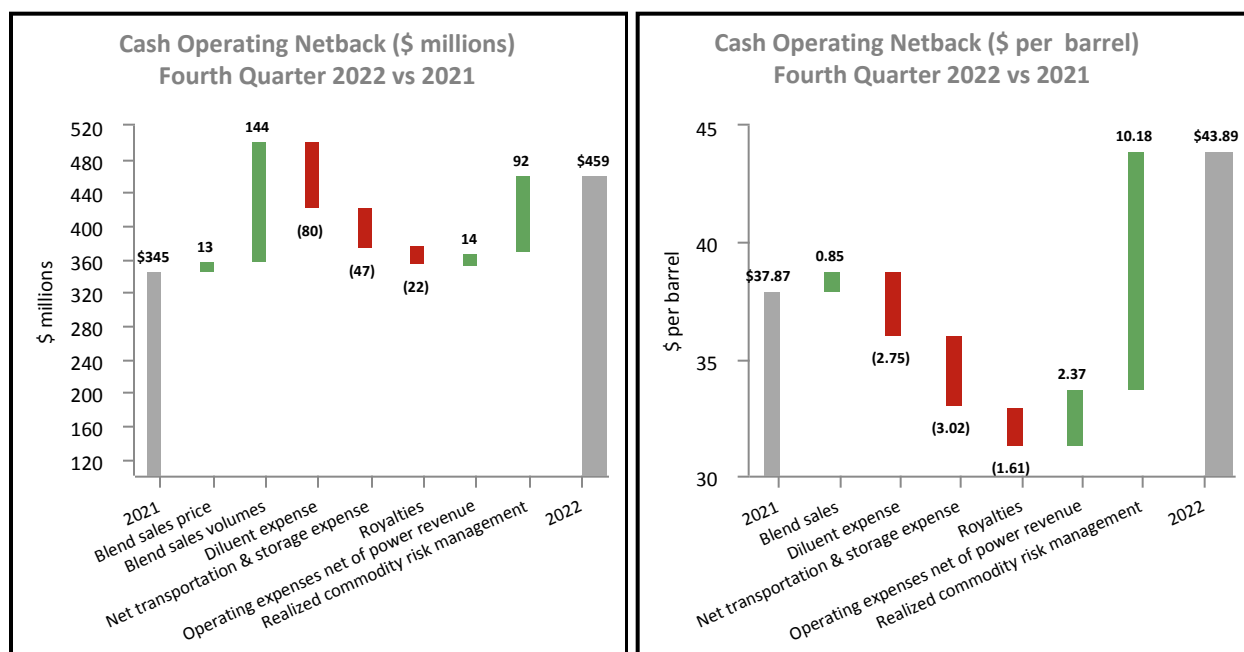 Cash Operating Netback ($ millions)
Fourth Quarter 2022 vs 2021
$ millions
520
480
440
400
360
320
280
240
200
160
120
$345
13
144
(80)
(47)
(22)
14
92
$459
2021
Blend sales price
Blend sales volumes
Diluent expense
Net transportation & storage expense
Royalties
Operating expenses net of power revenue
Realized commodity risk management
2022
Cash Operating Netback ($ per barrel)
Fourth Quarter 2022 vs 2021
$ per barrel
45
40
35
30
$37.87
0.85
(2.75)
(3.02)
(1.61)
2.37
10.18
$43.89
2021
Blend sales
Diluent expense
Net transportation & storage expense
Royalties
Operating expenses net of power revenue
Realized commodity risk management
2022